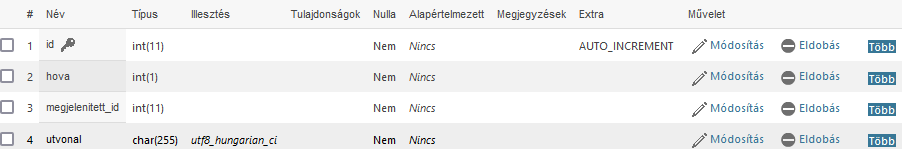 # Név Típus Illesztés Tulajdonságok Nulla Alapértelmezett Megjegyzések Extra Művelet
1 id int(11) Nem Nincs AUTO_INCREMENT Módosítás Eldobás Több
2 hova int(1) Nem Nincs Módosítás Eldobás Több
3 megjelenitett_id int(11) Nem Nincs Módosítás Eldobás Több
4 utvonal char(255) utf8_hungarian_ci Nem Nincs Módosítás Eldobás Több